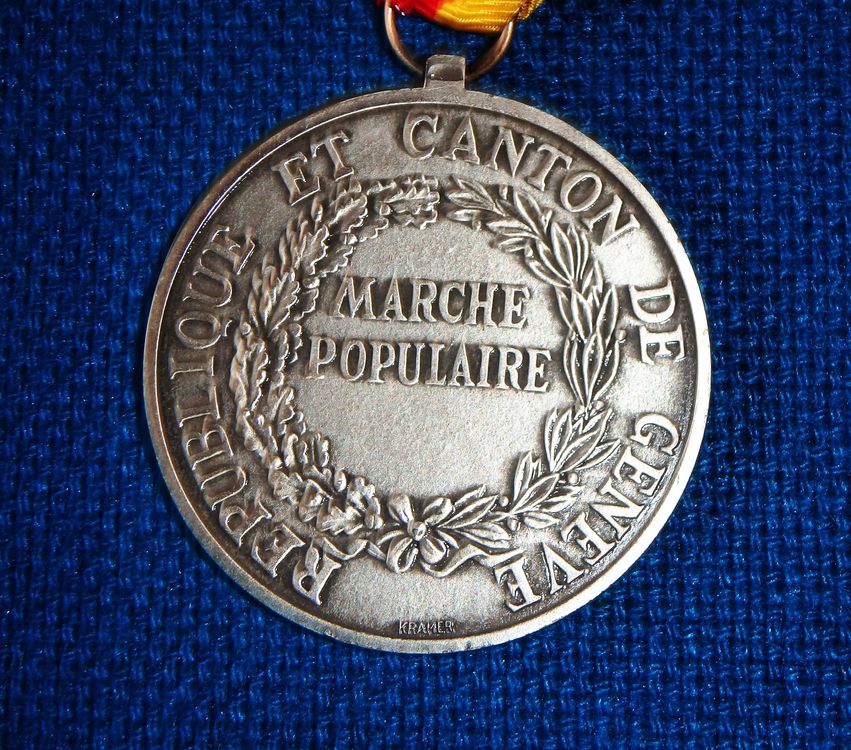 REPUBLIQUE ET CANTON DE GENEVE
MARCHE
POPULAIRE
KRAMER